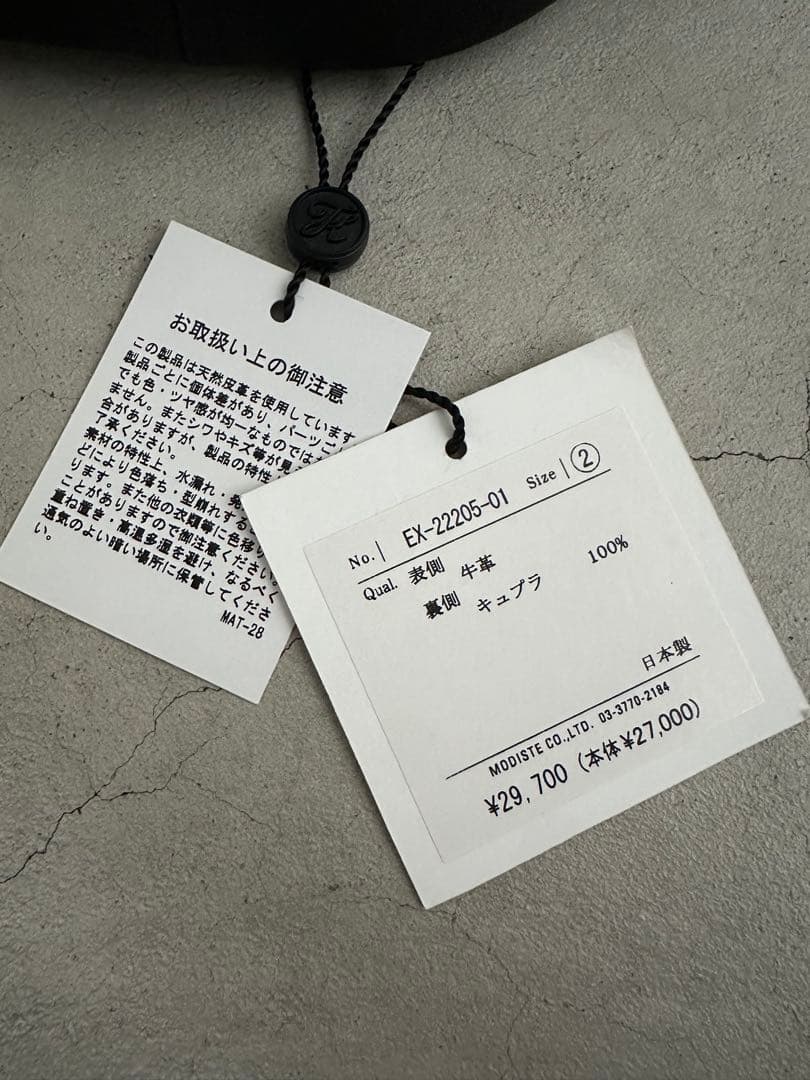 お取扱い上の御注意
この製品は天然皮革を使用しています
製品ごとに個体差があり、パーツご
でも色・ツヤ感が均一なものでは
ません。またシワやキズ等が見
合がありますが、製品の特性
了承ください。
素材の特性上、水漏れ・発
どにより色落ち・型崩れする
ります。また他の衣類等に色移り
ことがありますので御注意ください
重ね置き・高温多湿を避け、なるべく
通気のよい暗い場所に保管してくださ
い。
MAT-28
No. EX-22205-01 Size ②
Qual. 表側 牛革 100%
裏側 キュプラ
日本製
MODISTE CO.,LTD. 03-3770-2184
¥29,700 (本体¥27,000)